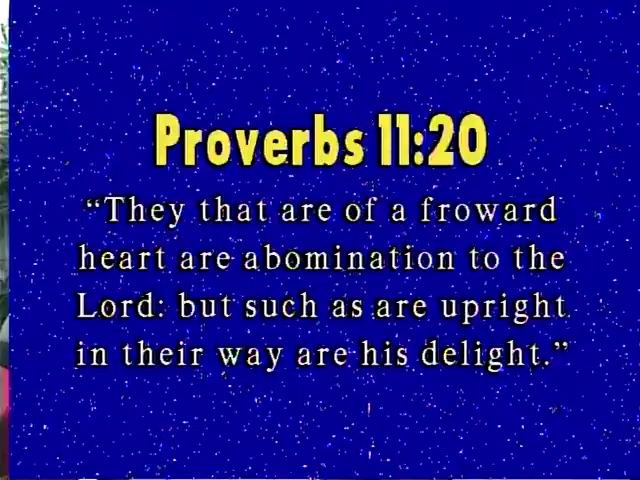 Proverbs 11:20
“They that are of a froward
heart are abomination to the
Lord: but such as are upright
in their way are his delight.”